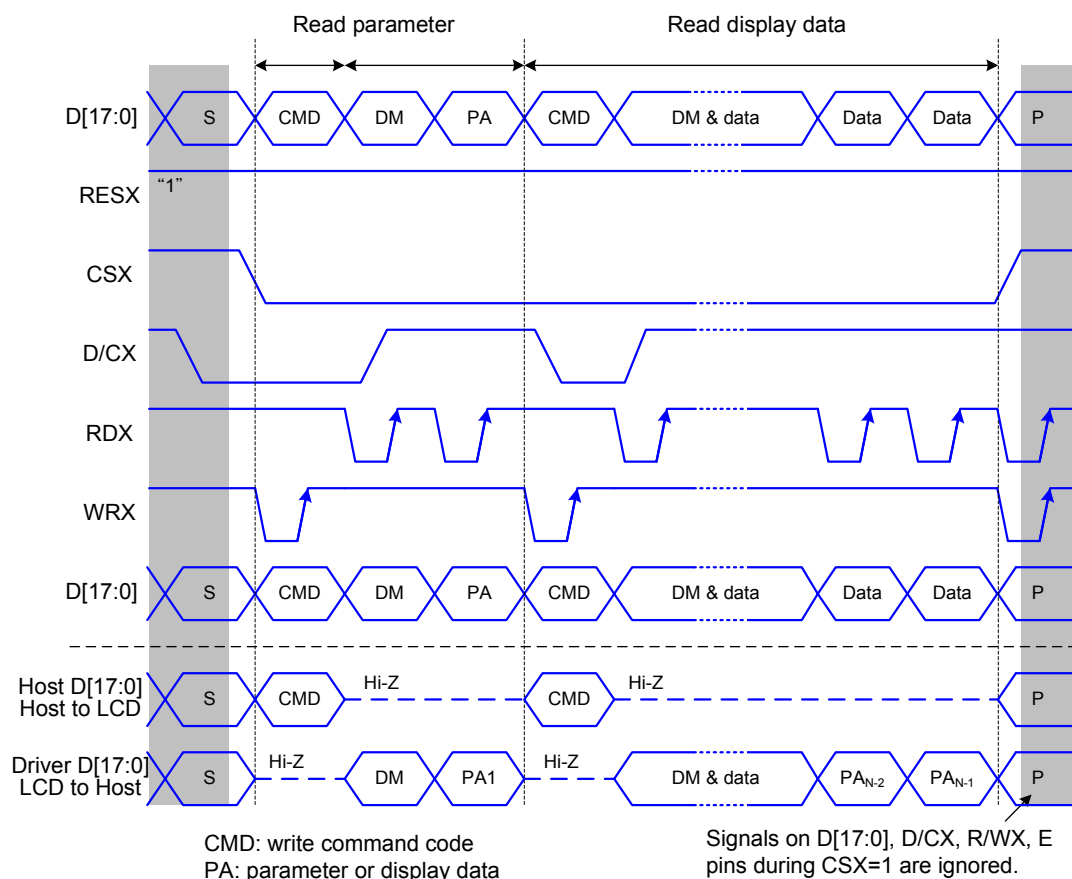 Read parameter
Read display data
D[17:0]
S
CMD
DM
PA
CMD
DM & data
Data
Data
P
RESX
“1”
CSX
D/CX
RDX
WRX
D[17:0]
S
CMD
DM
PA
CMD
DM & data
Data
Data
P
Host D[17:0]
Host to LCD
S
CMD
Hi-Z
CMD
Hi-Z
P
Driver D[17:0]
LCD to Host
S
Hi-Z
DM
PA1
Hi-Z
DM & data
PAN-2
PAN-1
P
CMD: write command code
PA: parameter or display data
Signals on D[17:0], D/CX, R/WX, E
pins during CSX=1 are ignored.